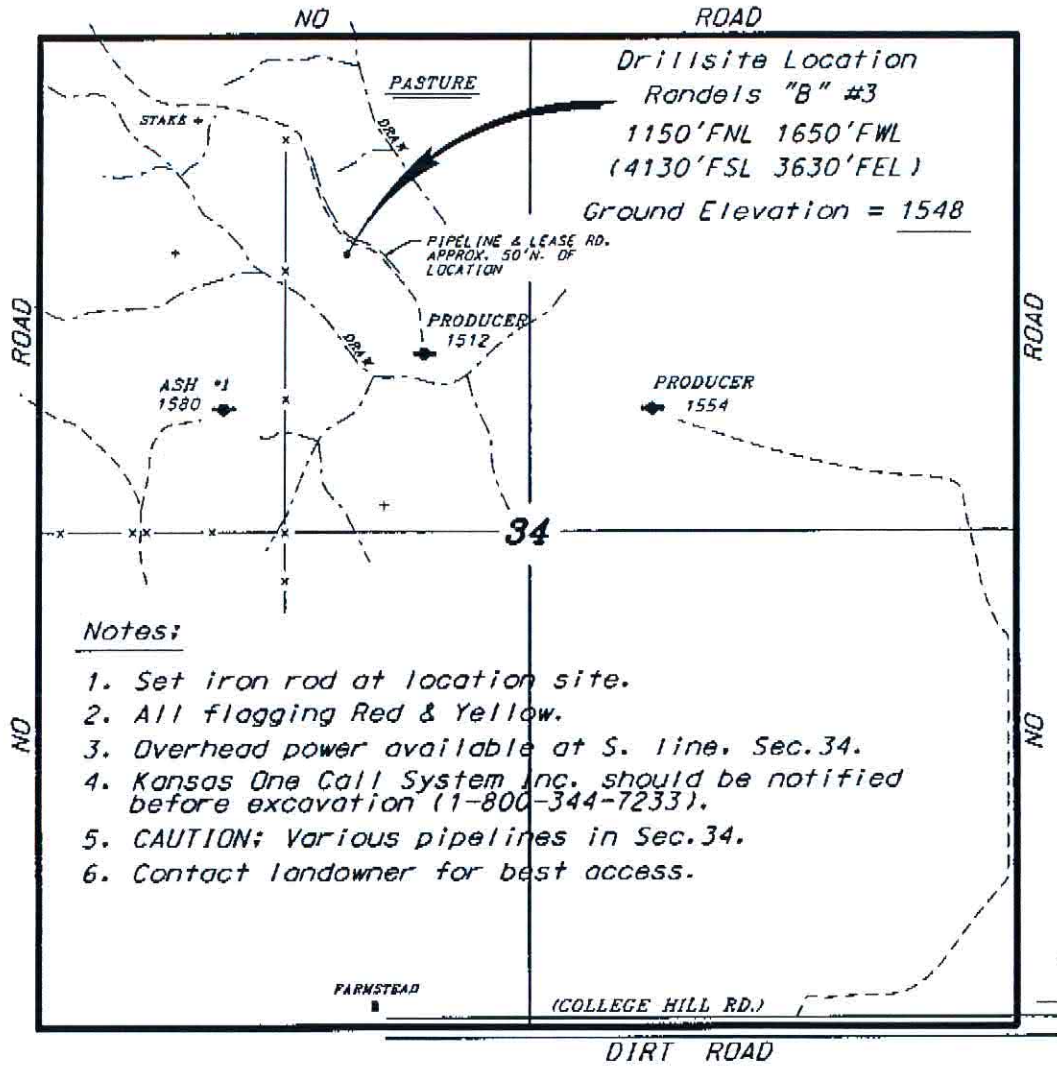 NO ROAD
Drillsite Location
Randels "B" #3
1150'FNL 1650'FWL
(4130'FSL 3630'FEL)
Ground Elevation = 1548
PASTURE
STAKE
DRAW
PIPELINE & LEASE RD.
APPROX. 50'N. OF
LOCATION
PRODUCER
1512
DRAW
ASH #1
1580
PRODUCER
1554
NO ROAD
NO ROAD
34
Notes:
1. Set iron rod at location site.
2. All flagging Red & Yellow.
3. Overhead power available at S. line, Sec.34.
4. Kansas One Call System Inc. should be notified
before excavation (1-800-344-7233).
5. CAUTION: Various pipelines in Sec.34.
6. Contact landowner for best access.
FARMSTEAD
(COLLEGE HILL RD.)
DIRT ROAD